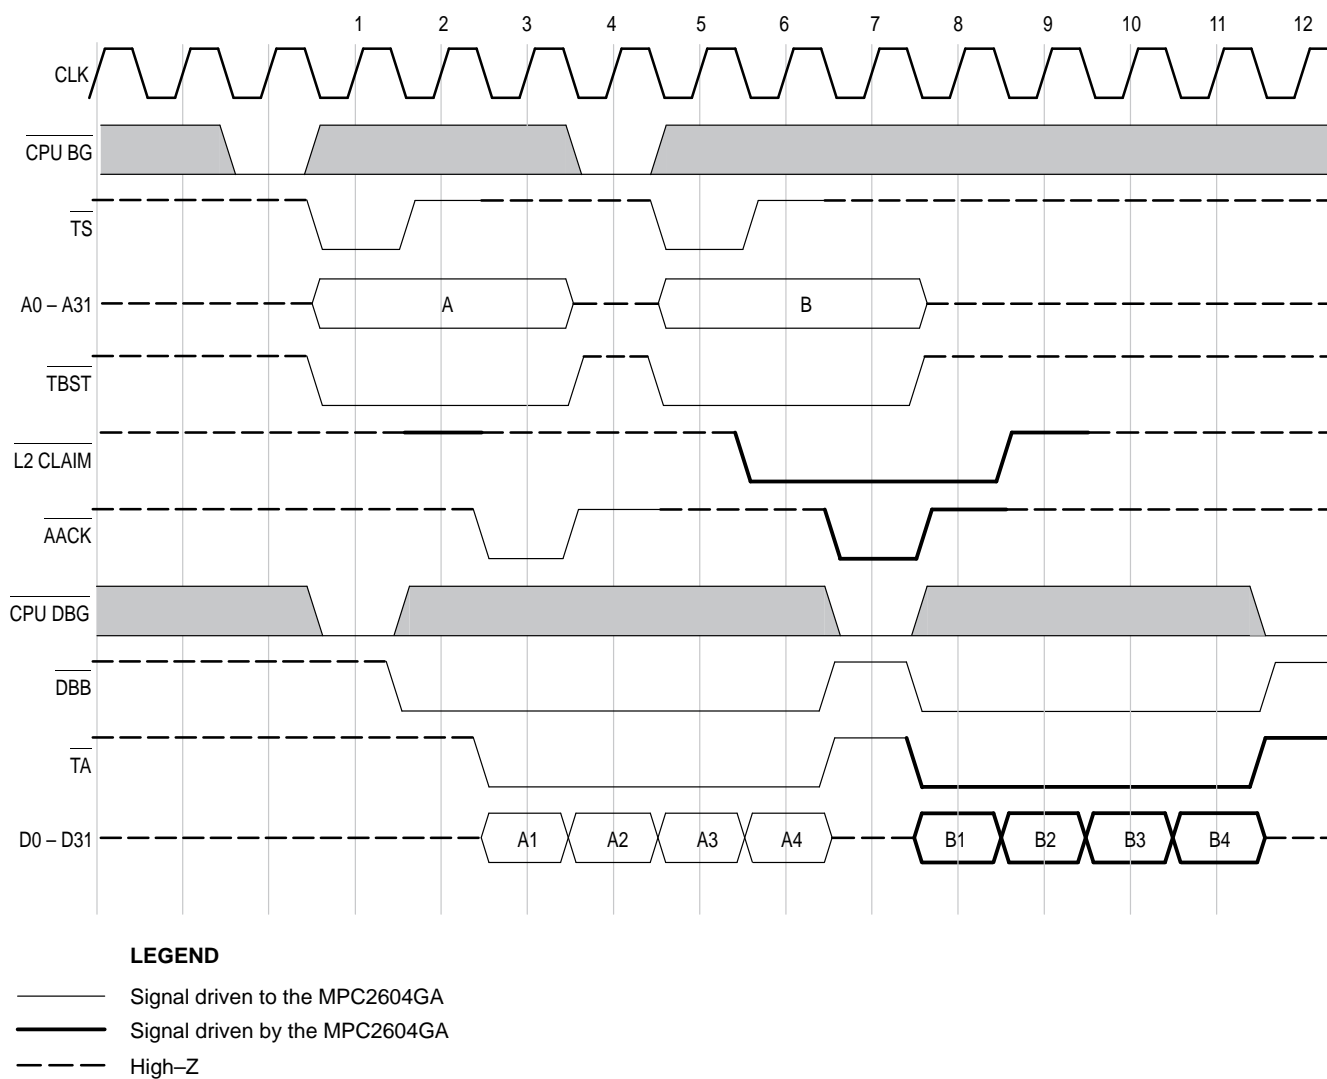 1 2 3 4 5 6 7 8 9 10 11 12
CLK
CPU BG
TS
A0 – A31 A B
TBST
L2 CLAIM
AACK
CPU DBG
DBB
TA
D0 – D31 A1 A2 A3 A4 B1 B2 B3 B4
LEGEND
Signal driven to the MPC2604GA
Signal driven by the MPC2604GA
High–Z